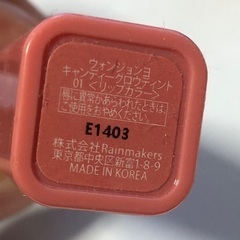 ウォンジョンヨ
キャンディーグロウティント
01 <リップカラー>
唇に異常があらわれたときは、
ご使用をおやめください。
E1403
株式会社Rainmakers
東京都中央区新富1-8-9
MADE IN KOREA